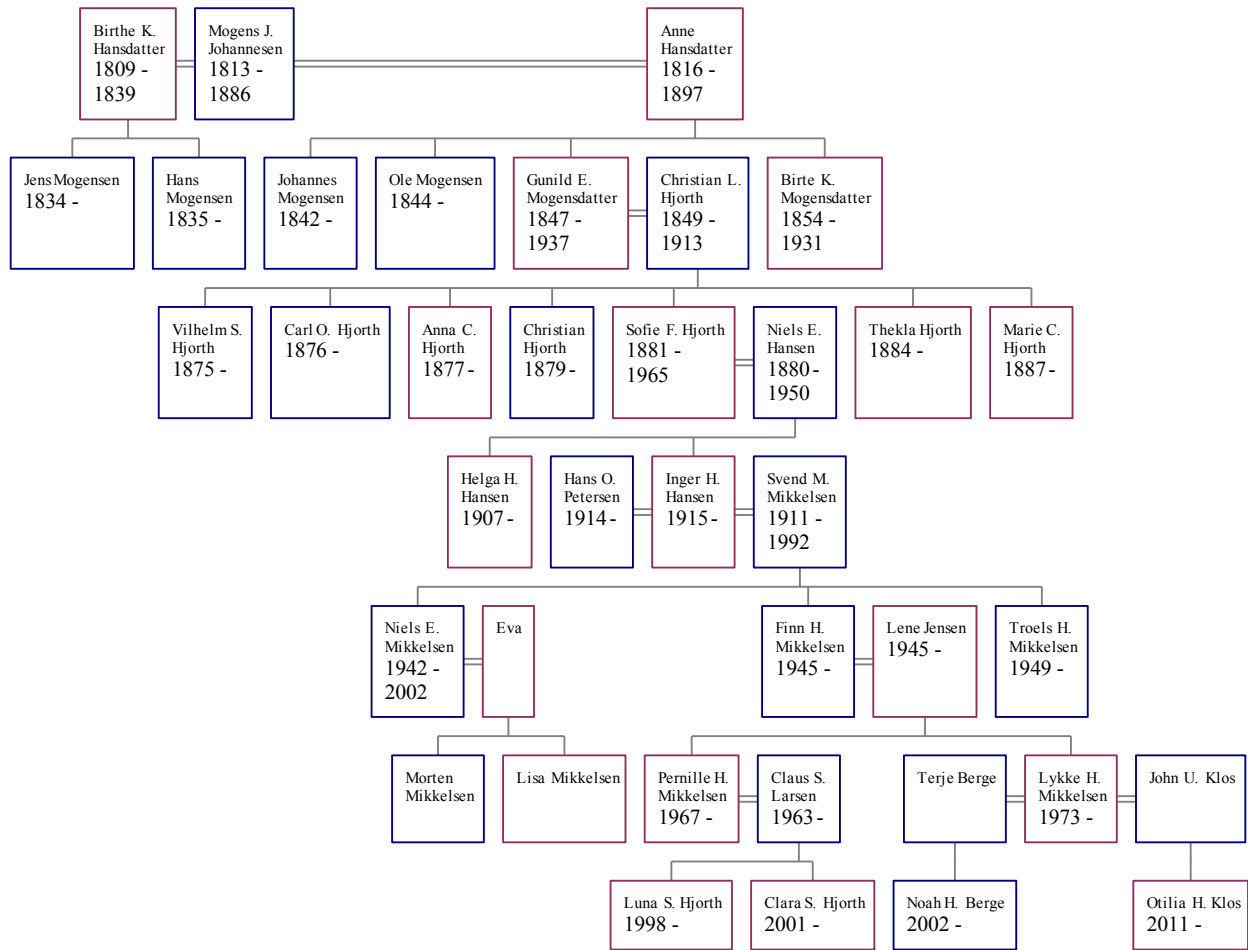 Birthe K.
Hansdatter
1809 -
1839
Mogens J.
Johannesen
1813 -
1886
Anne
Hansdatter
1816 -
1897
Jens Mogensen
1834 -
Hans
Mogensen
1835 -
Johannes
Mogensen
1842 -
Ole Mogensen
1844 -
Gunild E.
Mogensdatter
1847 -
1937
Christian L.
Hjorth
1849 -
1913
Birte K.
Mogensdatter
1854 -
1931
Vilhelm S.
Hjorth
1875 -
Carl O. Hjorth
1876 -
Anna C.
Hjorth
1877 -
Christian
Hjorth
1879 -
Sofie F. Hjorth
1881 -
1965
Niels E.
Hansen
1880 -
1950
Thekla Hjorth
1884 -
Marie C.
Hjorth
1887 -
Helga H.
Hansen
1907 -
Hans O.
Petersen
1914 -
Inger H.
Hansen
1915 -
Svend M.
Mikkelsen
1911 -
1992
Niels E.
Mikkelsen
1942 -
2002
Eva
Finn H.
Mikkelsen
1945 -
Lene Jensen
1945 -
Troels H.
Mikkelsen
1949 -
Morten
Mikkelsen
Lisa Mikkelsen
Pernille H.
Mikkelsen
1967 -
Claus S.
Larsen
1963 -
Terje Berge
Lykke H.
Mikkelsen
1973 -
John U. Klos
Luna S. Hjorth
1998 -
Clara S. Hjorth
2001 -
Noah H. Berge
2002 -
Otilia H. Klos
2011 -